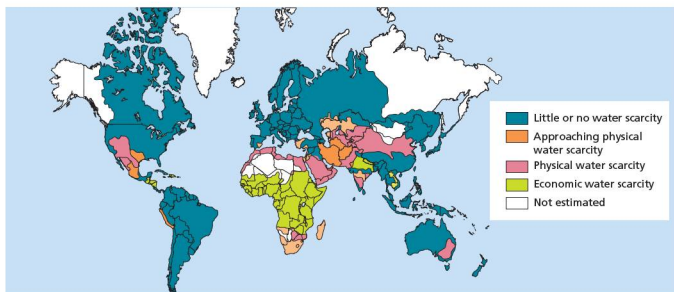 Little or no water scarcity
Approaching physical
water scarcity
Physical water scarcity
Economic water scarcity
Not estimated